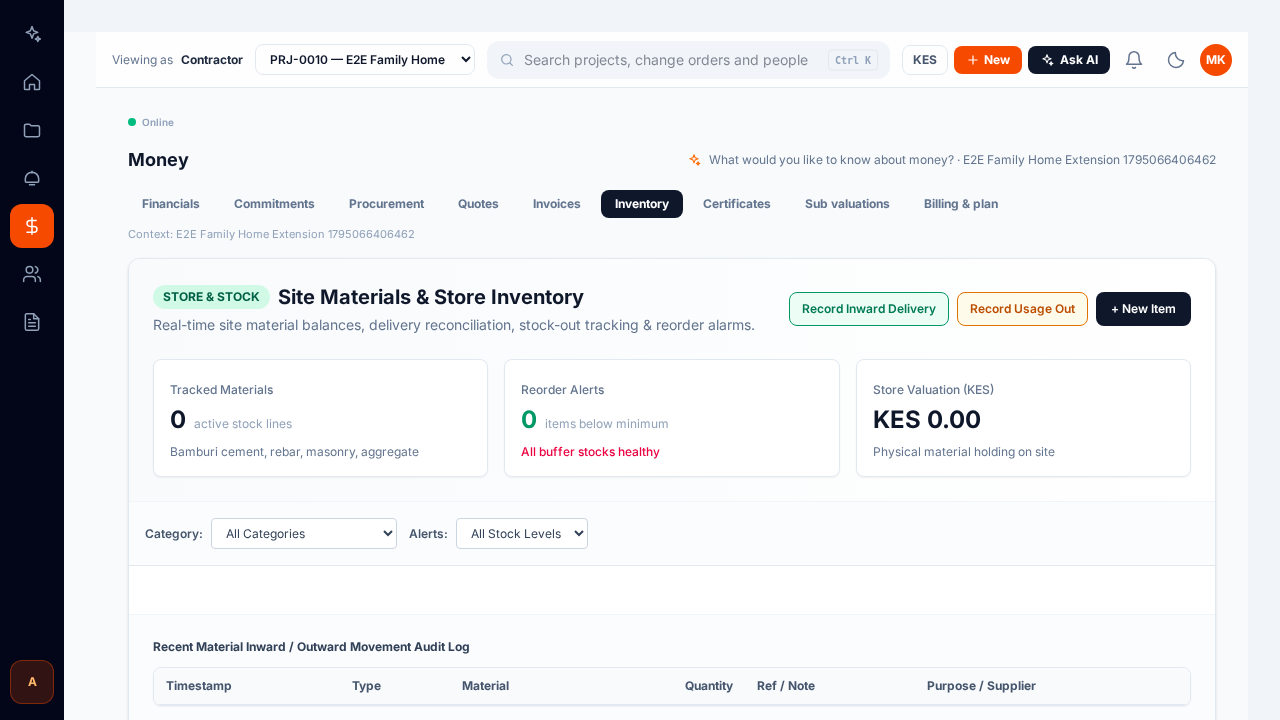 Viewing as Contractor PRJ-0010 — E2E Family Home Search projects, change orders and people Ctrl K KES + New Ask AI MK
Online
Money What would you like to know about money? · E2E Family Home Extension 1795066406462
Financials Commitments Procurement Quotes Invoices Inventory Certificates Sub valuations Billing & plan
Context: E2E Family Home Extension 1795066406462
STORE & STOCK Site Materials & Store Inventory
Real-time site material balances, delivery reconciliation, stock-out tracking & reorder alarms.
Record Inward Delivery Record Usage Out + New Item
Tracked Materials
0 active stock lines
Bamburi cement, rebar, masonry, aggregate
Reorder Alerts
0 items below minimum
All buffer stocks healthy
Store Valuation (KES)
KES 0.00
Physical material holding on site
Category: All Categories Alerts: All Stock Levels
Recent Material Inward / Outward Movement Audit Log
Timestamp Type Material Quantity Ref / Note Purpose / Supplier
A